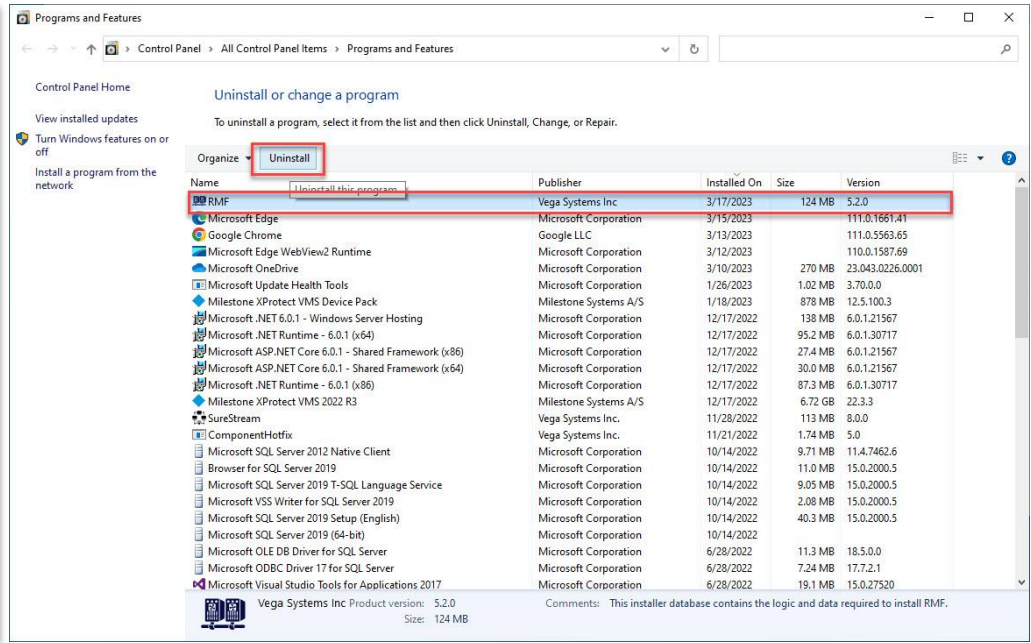 Programs and Features
Control Panel > All Control Panel Items > Programs and Features
Control Panel Home
View installed updates
Turn Windows features on or
off
Install a program from the
network
Uninstall or change a program
To uninstall a program, select it from the list and then click Uninstall, Change, or Repair.
Organize Uninstall
Name Publisher Installed On Size Version
Uninstall this program
RMF Vega Systems Inc 3/17/2023 124 MB 5.2.0
Microsoft Edge Microsoft Corporation 3/15/2023 111.0.1661.41
Google Chrome Google LLC 3/13/2023 111.0.5563.65
Microsoft Edge WebView2 Runtime Microsoft Corporation 3/12/2023 110.0.1587.69
Microsoft OneDrive Microsoft Corporation 3/10/2023 270 MB 23.043.0226.0001
Microsoft Update Health Tools Microsoft Corporation 1/26/2023 1.02 MB 3.70.0.0
Milestone XProtect VMS Device Pack Milestone Systems A/S 1/18/2023 878 MB 12.5.100.3
Microsoft .NET 6.0.1 - Windows Server Hosting Microsoft Corporation 12/17/2022 138 MB 6.0.1.21567
Microsoft .NET Runtime - 6.0.1 (x64) Microsoft Corporation 12/17/2022 95.2 MB 6.0.1.30717
Microsoft ASP.NET Core 6.0.1 - Shared Framework (x86) Microsoft Corporation 12/17/2022 27.4 MB 6.0.1.21567
Microsoft ASP.NET Core 6.0.1 - Shared Framework (x64) Microsoft Corporation 12/17/2022 30.0 MB 6.0.1.21567
Microsoft .NET Runtime - 6.0.1 (x86) Microsoft Corporation 12/17/2022 87.3 MB 6.0.1.30717
Milestone XProtect VMS 2022 R3 Milestone Systems A/S 12/17/2022 6.72 GB 22.3.3
SureStream Vega Systems Inc. 11/28/2022 113 MB 8.0.0
ComponentHotfix Vega Systems Inc. 11/21/2022 1.74 MB 5.0
Microsoft SQL Server 2012 Native Client Microsoft Corporation 10/14/2022 9.71 MB 11.4.7462.6
Browser for SQL Server 2019 Microsoft Corporation 10/14/2022 11.0 MB 15.0.2000.5
Microsoft SQL Server 2019 T-SQL Language Service Microsoft Corporation 10/14/2022 9.05 MB 15.0.2000.5
Microsoft VSS Writer for SQL Server 2019 Microsoft Corporation 10/14/2022 2.08 MB 15.0.2000.5
Microsoft SQL Server 2019 Setup (English) Microsoft Corporation 10/14/2022 40.3 MB 15.0.2000.5
Microsoft SQL Server 2019 (64-bit) Microsoft Corporation 10/14/2022
Microsoft OLE DB Driver for SQL Server Microsoft Corporation 6/28/2022 11.3 MB 18.5.0.0
Microsoft ODBC Driver 17 for SQL Server Microsoft Corporation 6/28/2022 7.24 MB 17.7.2.1
Microsoft Visual Studio Tools for Applications 2017 Microsoft Corporation 6/28/2022 19.1 MB 15.0.27520
Vega Systems Inc Product version: 5.2.0 Comments: This installer database contains the logic and data required to install RMF.
Size: 124 MB